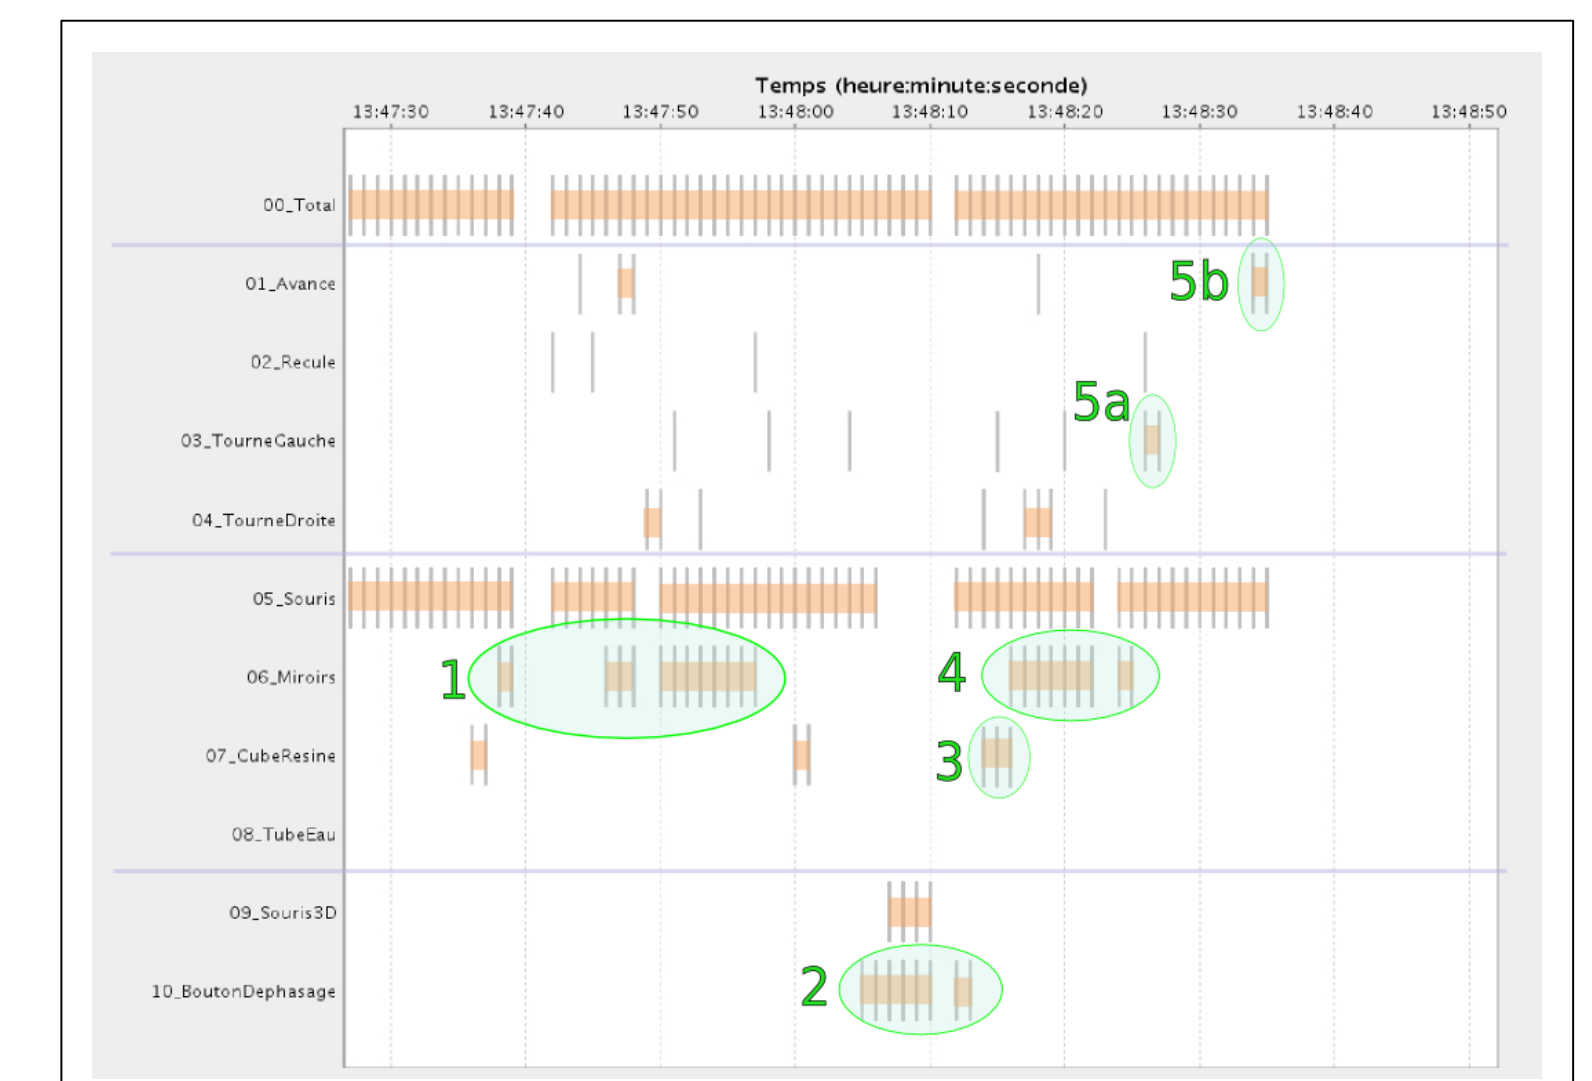 Temps (heure:minute:seconde)
13:47:30 13:47:40 13:47:50 13:48:00 13:48:10 13:48:20 13:48:30 13:48:40 13:48:50
00_Total
01_Avance 5b
02_Recule
5a
03_TourneGauche
04_TourneDroite
05_Souris
06_Miroirs 1 4
07_CubeResine 3
08_TubeEau
09_Souris3D
10_BoutonDephasage 2